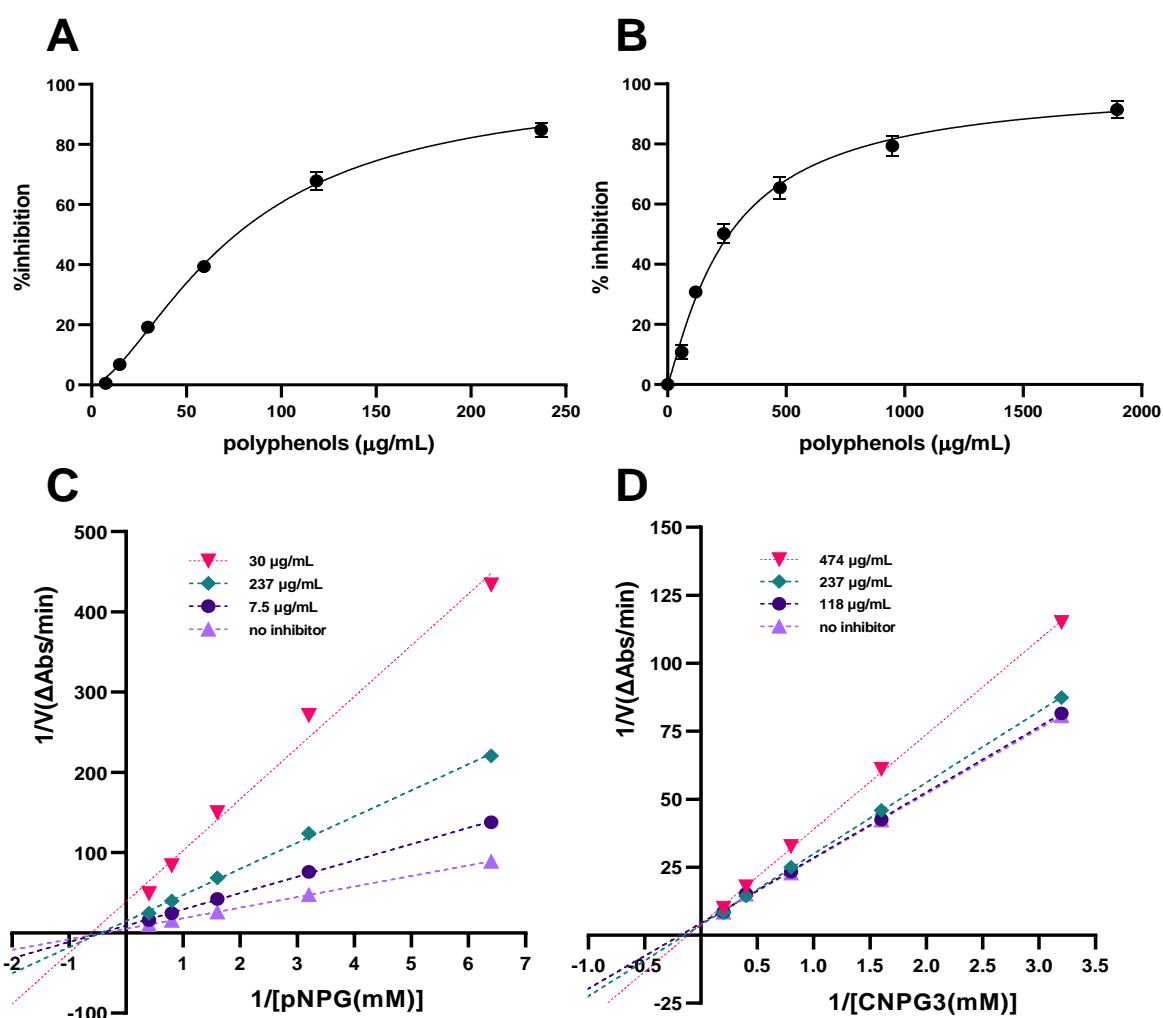 A
100
80
60
40
20
0
%inhibition
0 50 100 150 200 250
polyphenols (µg/mL)
B
100
80
60
40
20
0
% inhibition
0 500 1000 1500 2000
polyphenols (µg/mL)
C
500
400
300
200
100
-100
1/V(ΔAbs/min)
30 µg/mL
237 µg/mL
7.5 µg/mL
no inhibitor
-2 -1 1 2 3 4 5 6 7
1/[pNPG(mM)]
D
150
125
100
75
50
25
-25
1/V(ΔAbs/min)
474 µg/mL
237 µg/mL
118 µg/mL
no inhibitor
-1.0 -0.5 0.5 1.0 1.5 2.0 2.5 3.0 3.5
1/[CNPG3(mM)]